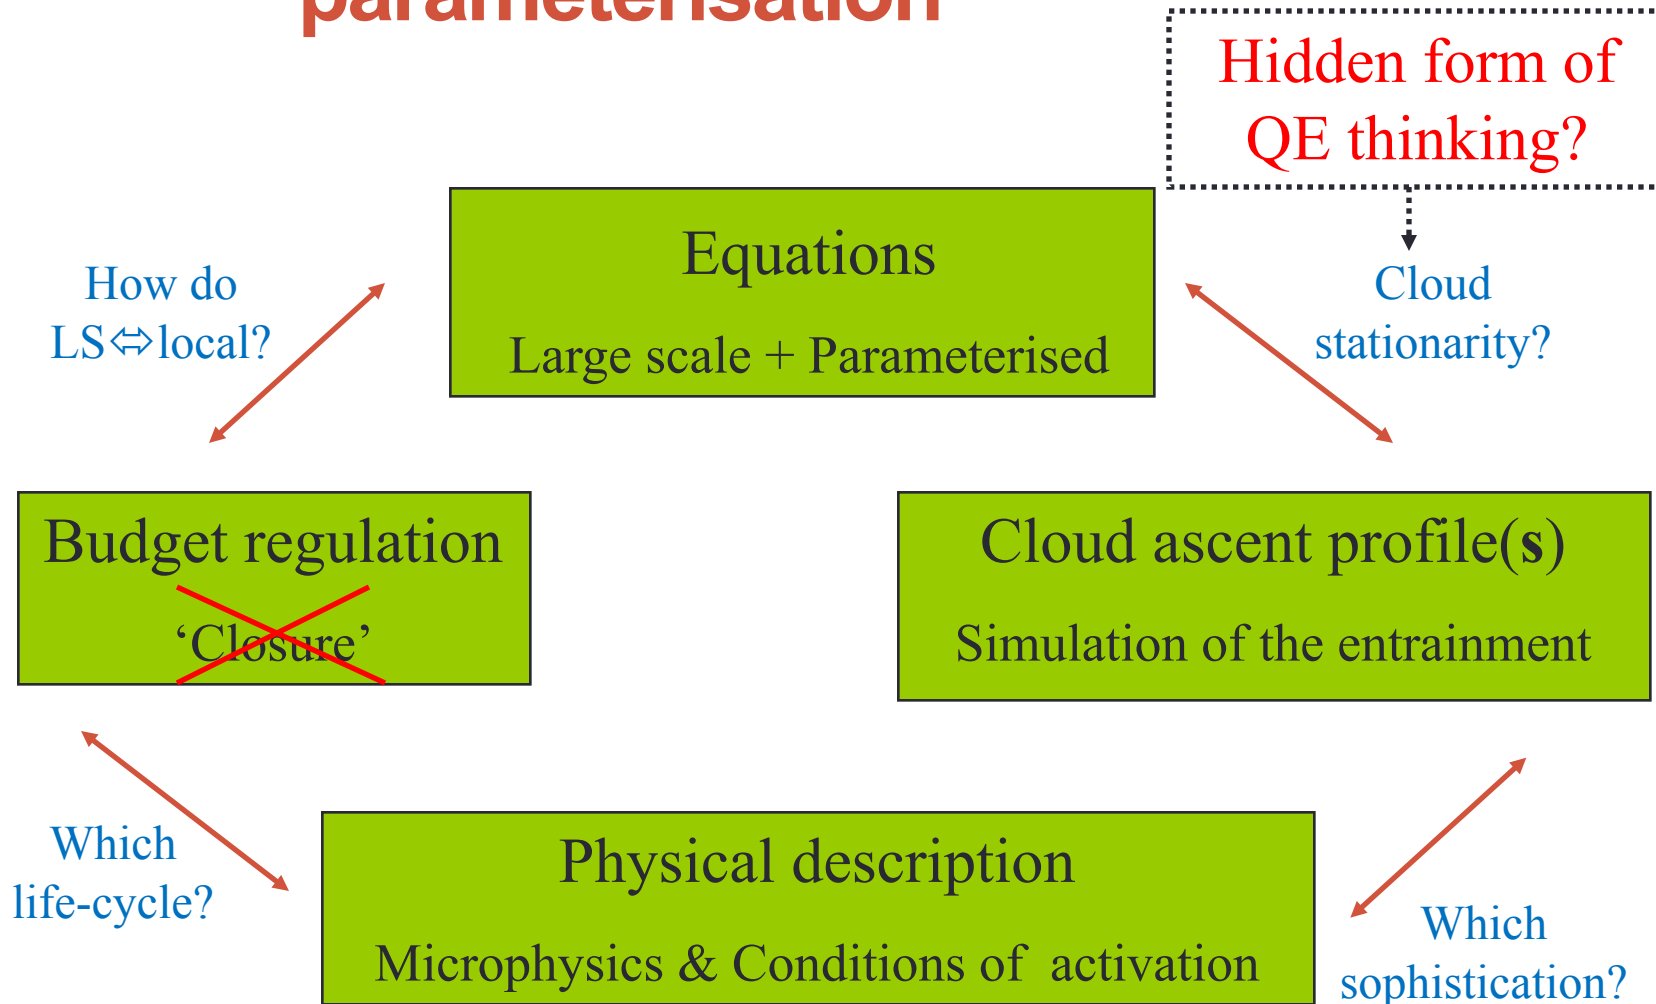 parameterisation
Hidden form of
QE thinking?
Equations
Large scale + Parameterised
How do
LS⇔local?
Cloud
stationarity?
Budget regulation
‘Closure’
Cloud ascent profile(s)
Simulation of the entrainment
Which
life-cycle?
Physical description
Microphysics & Conditions of activation
Which
sophistication?